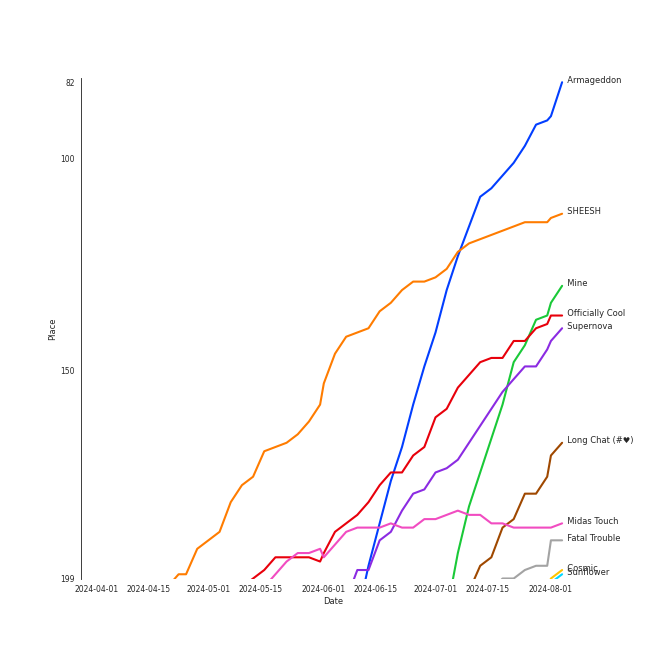 82
Armageddon
100
SHEESH
Mine
Officially Cool
Supernova
Place
150
Long Chat (#♥)
Midas Touch
Fatal Trouble
Cosmic
Sunflower
199
2024-04-01 2024-04-15 2024-05-01 2024-05-15 2024-06-01 2024-06-15 2024-07-01 2024-07-15 2024-08-01
Date